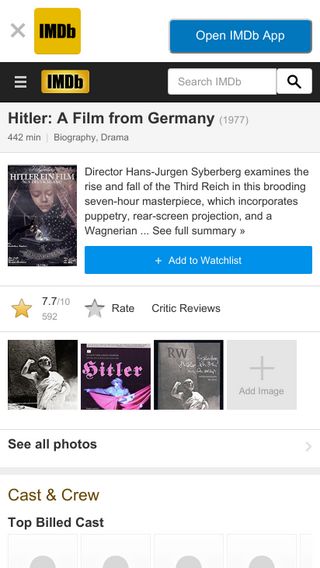 IMDb
Open IMDb App
IMDb
Search IMDb
Hitler: A Film from Germany (1977)
442 min | Biography, Drama
HITLER EIN FILM
Director Hans-Jurgen Syberberg examines the
rise and fall of the Third Reich in this brooding
seven-hour masterpiece, which incorporates
puppetry, rear-screen projection, and a
Wagnerian ... See full summary »
+ Add to Watchlist
7.7/10
592
Rate
Critic Reviews
Hitler
RW
Add Image
See all photos
Cast & Crew
Top Billed Cast